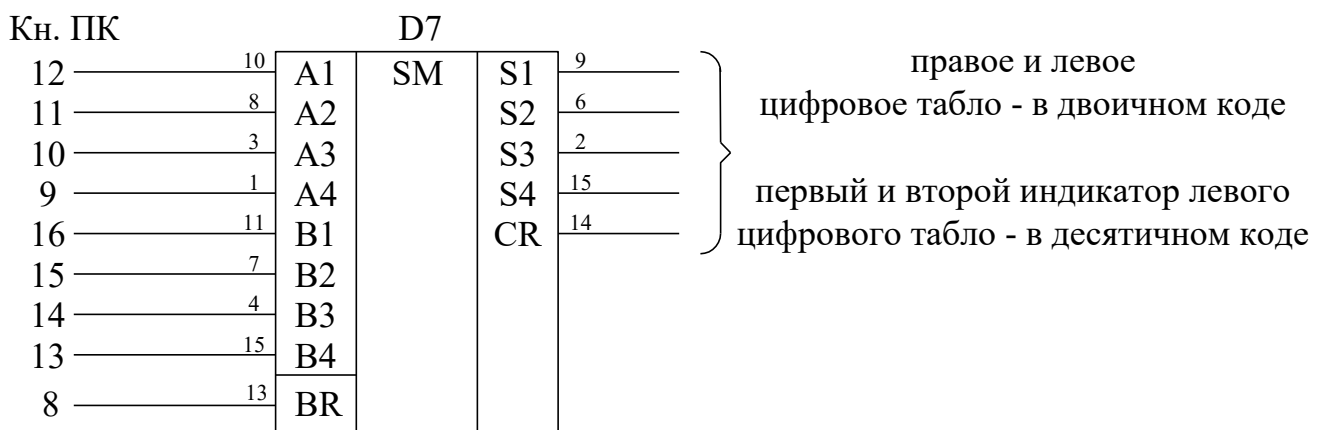 Кн. ПК D7
12 10 A1 SM S1 9
11 8 A2 S2 6
10 3 A3 S3 2
9 1 A4 S4 15
16 11 B1 CR 14
15 7 B2
14 4 B3
13 15 B4
8 13 BR
правое и левое
цифровое табло - в двоичном коде
первый и второй индикатор левого
цифрового табло - в десятичном коде